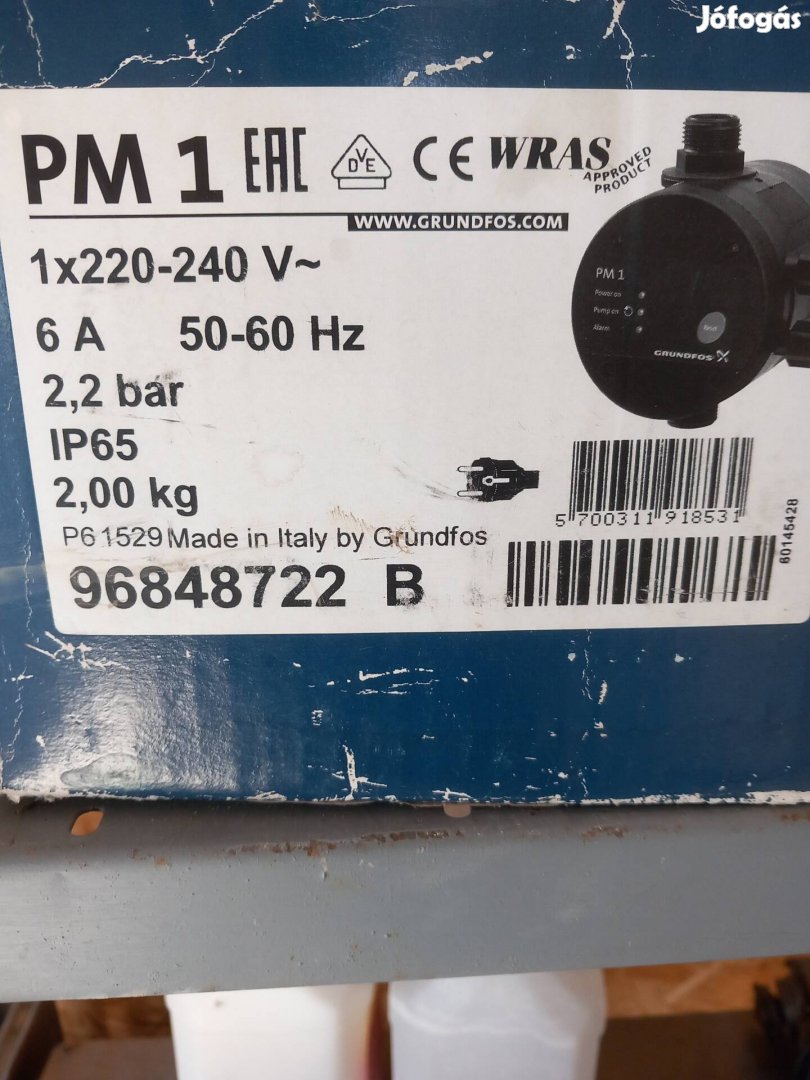 Jófogás
PM 1 EAC VDE CE WRAS APPROVED PRODUCT
WWW.GRUNDFOS.COM
1x220-240 V~
6 A 50-60 Hz
2,2 bar
IP65
2,00 kg
P6 1529 Made in Italy by Grundfos
96848722 B
PM 1
Power on
Pump on
Alarm
Reset
GRUNDFOS
5 700311 918531
60145428